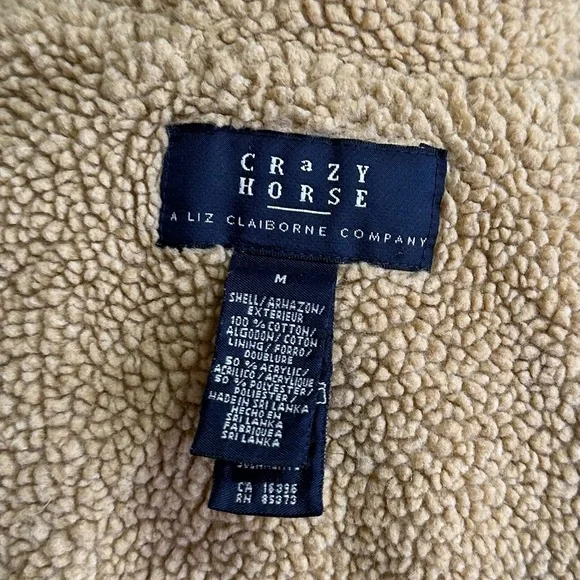 CRaZY
HORSE
A LIZ CLAIBORNE COMPANY
M
SHELL/ARMAZON/
EXTERIEUR
100 % COTTON/
ALGODON/COTON
LINING/FORRO/
DOUBLURE
50 % ACRYLIC/
ACRILICO/ACRYLIQUE
50 % POLYESTER/
POLIESTER/
MADE IN SRI LANKA
HECHO EN
SRI LANKA
FABRIQUE A
SRI LANKA
3
CA 16396
RN 85373